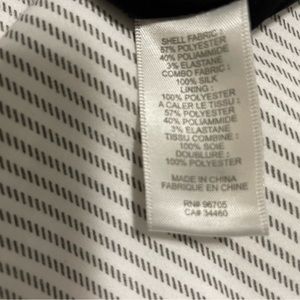 SHELL FABRIC
57% POLYESTER
40% POLIAMMIDE
3% ELASTANE
COMBO FABRIC :
100% SILK
LINING :
100% POLYESTER
A CALER LE TISSU :
57% POLYESTER
40% POLIAMMIDE
3% ELASTANE
TISSU COMBINE :
100% SOIE
DOUBLURE :
100% POLYESTER
MADE IN CHINA
FABRIQUE EN CHINE
RN# 96705
CA# 34460